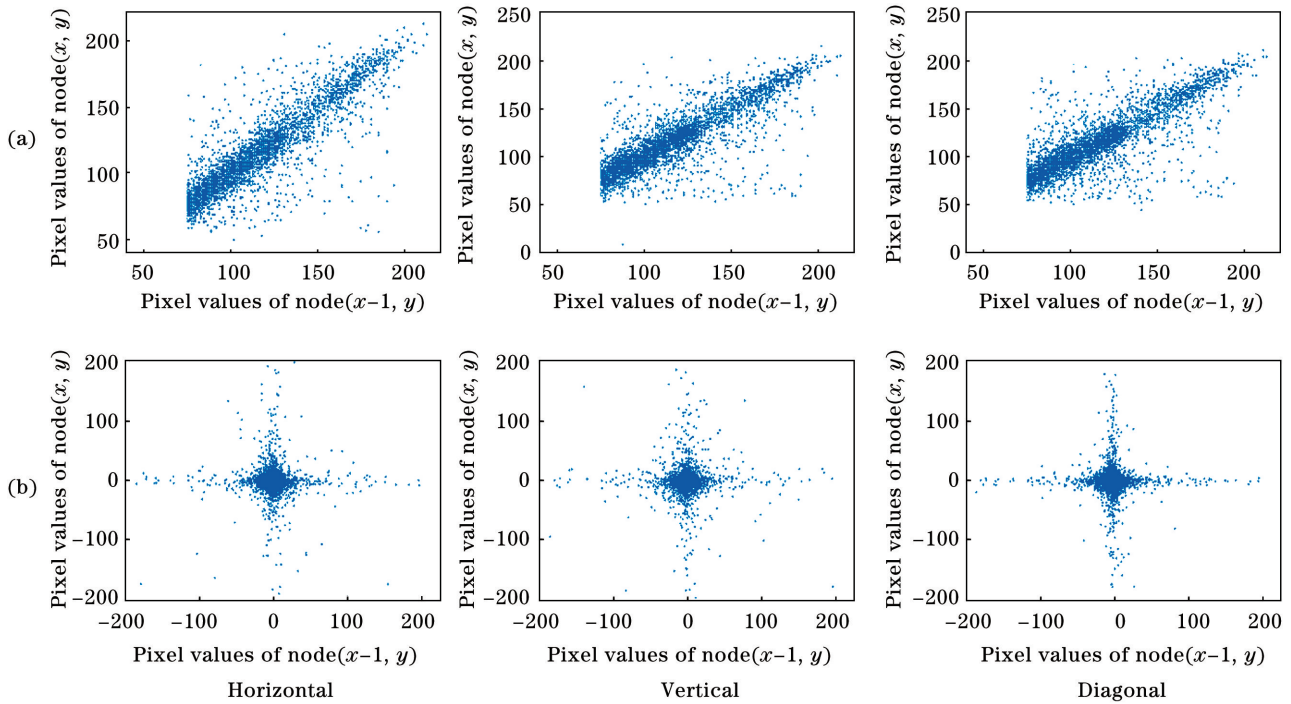 (a)
Pixel values of node(x, y)
200
150
100
50
50 100 150 200
Pixel values of node(x–1, y)
Pixel values of node(x, y)
250
200
150
100
50
0
50 100 150 200
Pixel values of node(x–1, y)
Pixel values of node(x, y)
250
200
150
100
50
0
50 100 150 200
Pixel values of node(x–1, y)
(b)
Pixel values of node(x, y)
200
100
0
–100
–200
–200 –100 0 100 200
Pixel values of node(x–1, y)
Horizontal
Pixel values of node(x, y)
200
100
0
–100
–200
–200 –100 0 100 200
Pixel values of node(x–1, y)
Vertical
Pixel values of node(x, y)
200
100
0
–100
–200
–200 –100 0 100 200
Pixel values of node(x–1, y)
Diagonal